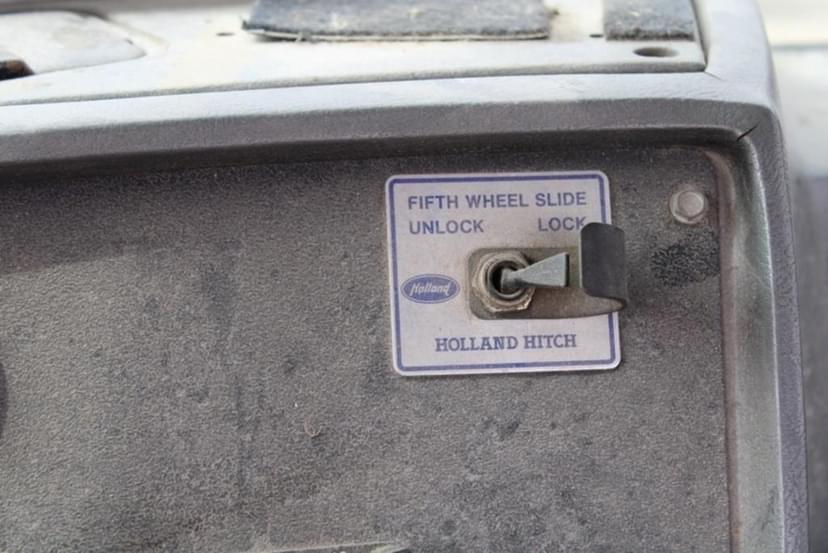 FIFTH WHEEL SLIDE
UNLOCK LOCK
Holland
HOLLAND HITCH